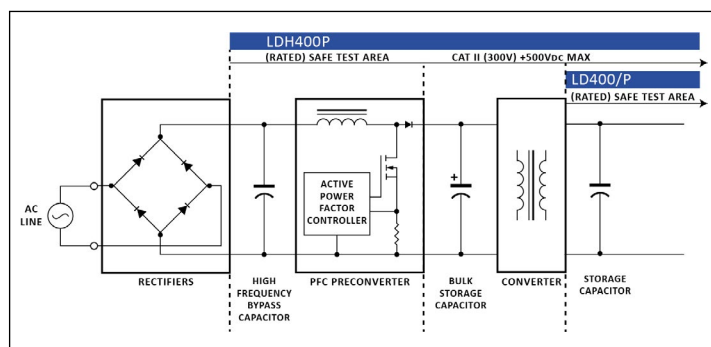 LDH400P
(RATED) SAFE TEST AREA CAT II (300V) +500VDC MAX
LD400/P
(RATED) SAFE TEST AREA
AC
LINE
ACTIVE
POWER
FACTOR
CONTROLLER
+
RECTIFIERS
HIGH
FREQUENCY
BYPASS
CAPACITOR
PFC PRECONVERTER
BULK
STORAGE
CAPACITOR
CONVERTER
STORAGE
CAPACITOR